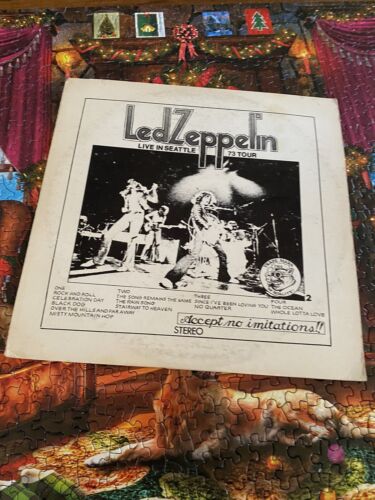 Led Zeppelin
LIVE IN SEATTLE 73 TOUR
ONE
ROCK AND ROLL
CELEBRATION DAY
BLACK DOG
OVER THE HILLS AND FAR AWAY
MISTY MOUNTAIN HOP
TWO
THE SONG REMAINS THE SAME
THE RAIN SONG
STAIRWAY TO HEAVEN
THREE
SINCE I'VE BEEN LOVING YOU
NO QUARTER
FOUR
THE OCEAN
WHOLE LOTTA LOVE
2
STEREO
Accept no imitations!!